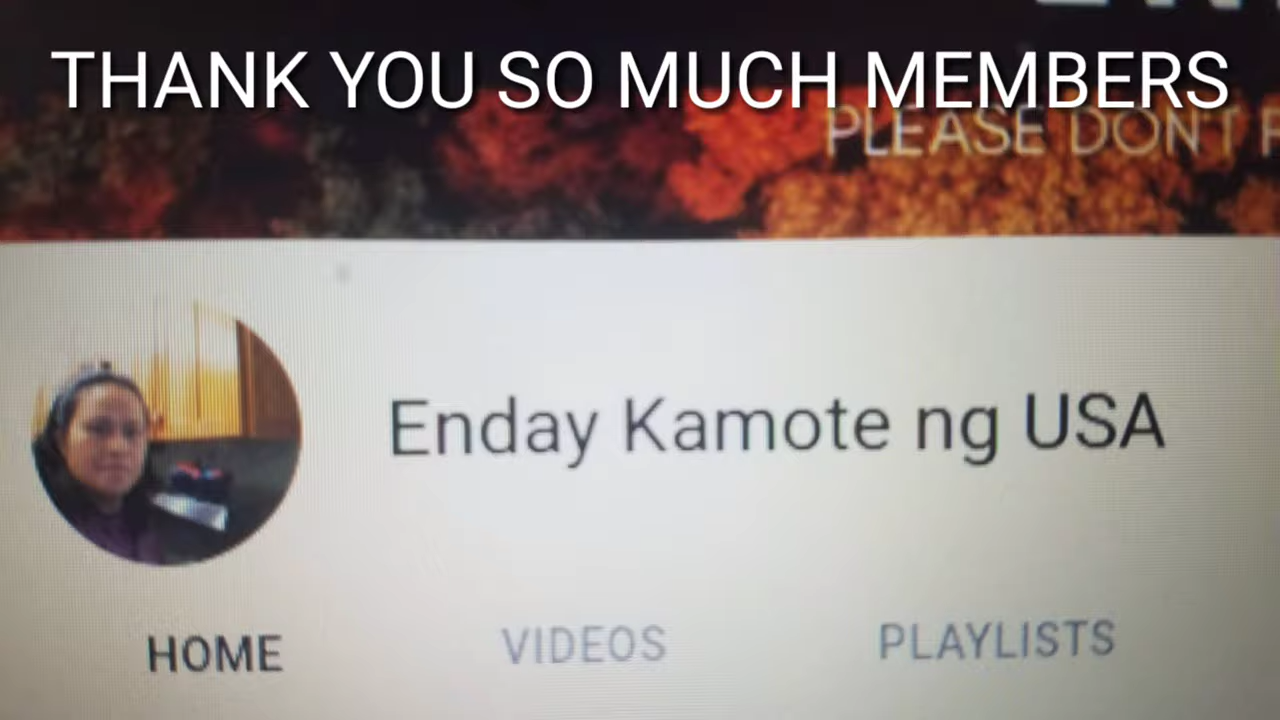 THANK YOU SO MUCH MEMBERS
PLEASE DON'T
Enday Kamote ng USA
HOME
VIDEOS
PLAYLISTS